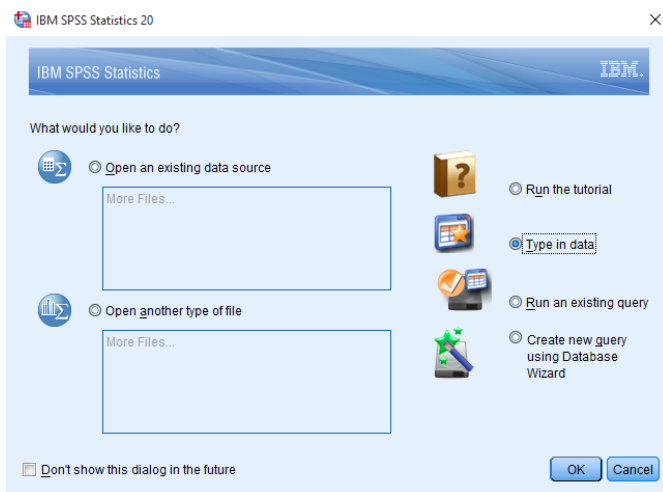 IBM SPSS Statistics 20
IBM SPSS Statistics
IBM.
What would you like to do?
Open an existing data source
More Files...
Open another type of file
More Files...
Run the tutorial
Type in data
Run an existing query
Create new query
using Database
Wizard
Don't show this dialog in the future
OK
Cancel